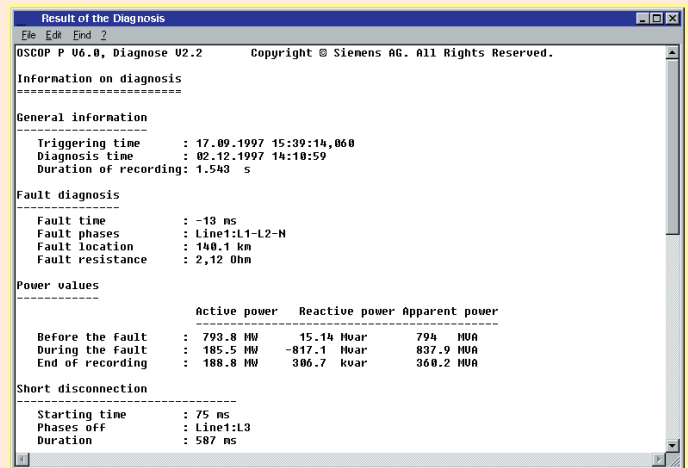 Result of the Diagnosis
File Edit Find ?
OSCOP P V6.0, Diagnose V2.2 Copyright © Siemens AG. All Rights Reserved.
Information on diagnosis
========================
General information
-------------------
Triggering time : 17.09.1997 15:39:14,060
Diagnosis time : 02.12.1997 14:10:59
Duration of recording: 1.543 s
Fault diagnosis
---------------
Fault time : -13 ms
Fault phases : Line1:L1-L2-N
Fault location : 140.1 km
Fault resistance : 2,12 Ohm
Power values
------------
Active power Reactive power Apparent power
--------------------------------------------
Before the fault : 793.8 MW 15.14 Mvar 794 MVA
During the fault : 185.5 MW -817.1 Mvar 837.9 MVA
End of recording : 188.8 MW 306.7 kvar 360.2 MVA
Short disconnection
--------------------------------
Starting time : 75 ms
Phases off : Line1:L3
Duration : 587 ms